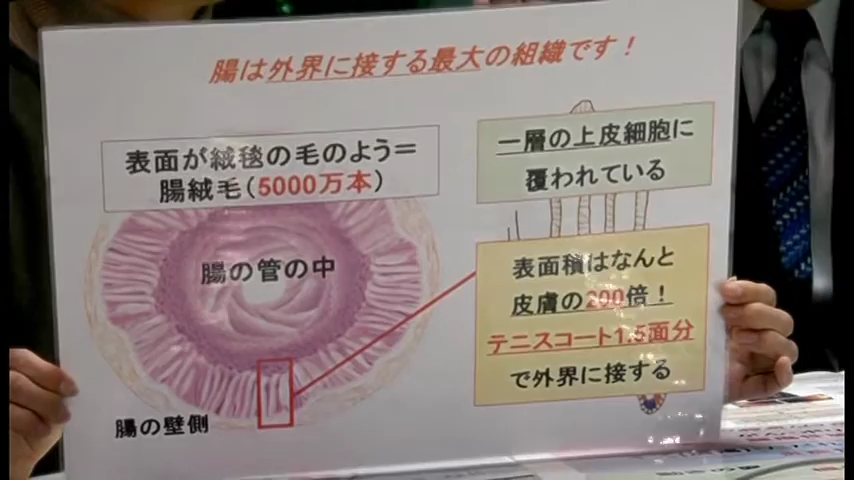 腸は外界に接する最大の組織です！
表面が絨毯の毛のよう＝
腸絨毛（5000万本）
一層の上皮細胞に
覆われている
腸の管の中
表面積はなんと
皮膚の200倍！
テニスコート1.5面分
で外界に接する
腸の壁側